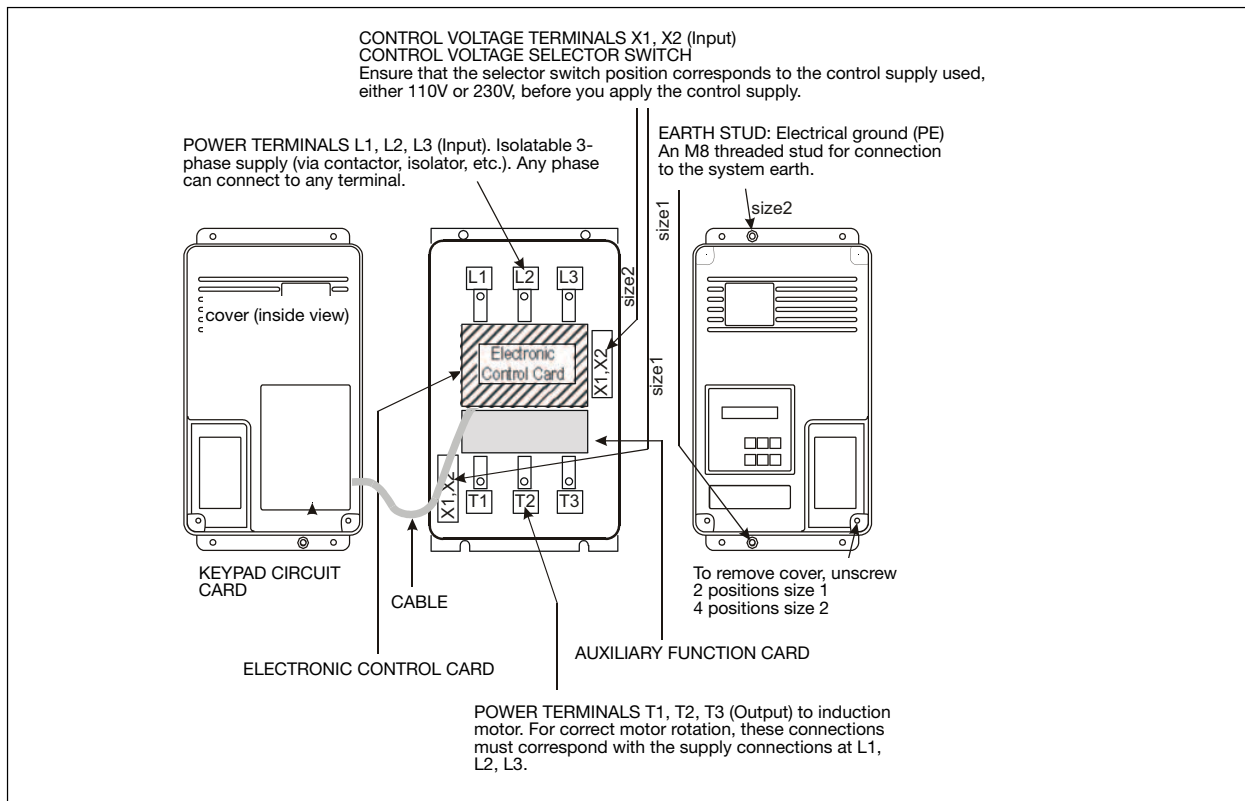 CONTROL VOLTAGE TERMINALS X1, X2 (Input)
CONTROL VOLTAGE SELECTOR SWITCH
Ensure that the selector switch position corresponds to the control supply used,
either 110V or 230V, before you apply the control supply.
POWER TERMINALS L1, L2, L3 (Input). Isolatable 3-
phase supply (via contactor, isolator, etc.). Any phase
can connect to any terminal.
EARTH STUD: Electrical ground (PE)
An M8 threaded stud for connection
to the system earth.
size1
size2
L1
L2
L3
size2
cover (inside view)
Electronic
Control Card
X1,X2
size1
X1,X2
T1
T2
T3
KEYPAD CIRCUIT
CARD
CABLE
To remove cover, unscrew
2 positions size 1
4 positions size 2
ELECTRONIC CONTROL CARD
AUXILIARY FUNCTION CARD
POWER TERMINALS T1, T2, T3 (Output) to induction
motor. For correct motor rotation, these connections
must correspond with the supply connections at L1,
L2, L3.